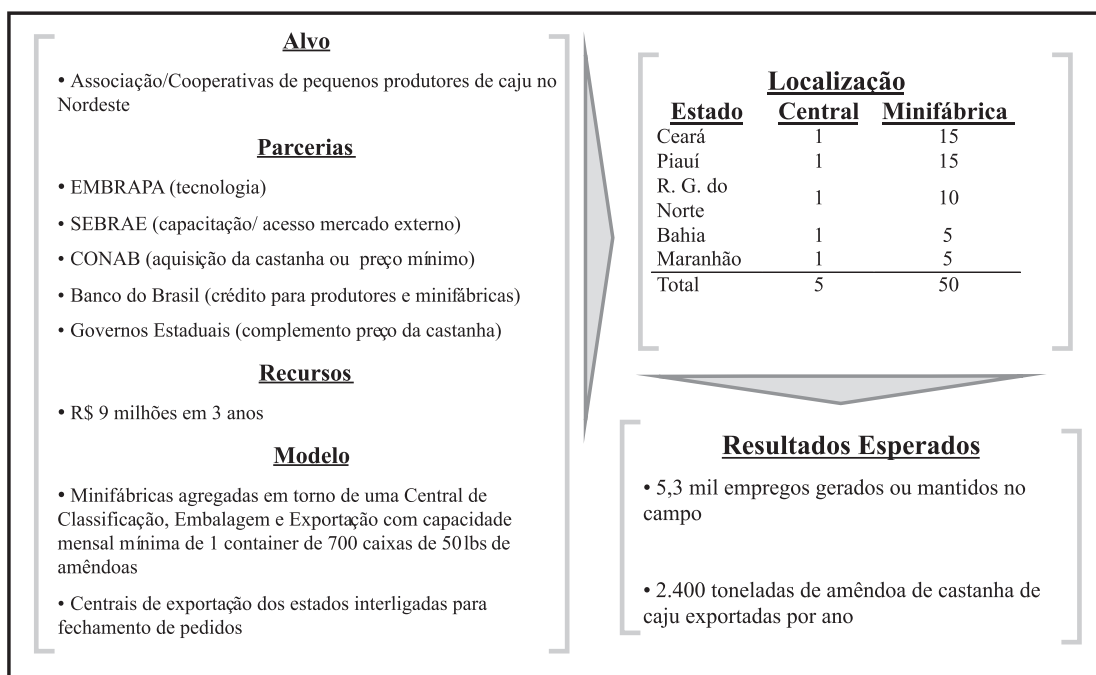 Alvo
• Associação/Cooperativas de pequenos produtores de caju no
Nordeste
Parcerias
• EMBRAPA (tecnologia)
• SEBRAE (capacitação/ acesso mercado externo)
• CONAB (aquisição da castanha ou preço mínimo)
• Banco do Brasil (crédito para produtores e minifábricas)
• Governos Estaduais (complemento preço da castanha)
Recursos
• R$ 9 milhões em 3 anos
Modelo
• Minifábricas agregadas em torno de uma Central de
Classificação, Embalagem e Exportação com capacidade
mensal mínima de 1 container de 700 caixas de 50lbs de
amêndoas
• Centrais de exportação dos estados interligadas para
fechamento de pedidos
Localização
Estado Central Minifábrica
Ceará 1 15
Piauí 1 15
R. G. do
Norte 1 10
Bahia 1 5
Maranhão 1 5
Total 5 50
Resultados Esperados
• 5,3 mil empregos gerados ou mantidos no
campo
• 2.400 toneladas de amêndoa de castanha de
caju exportadas por ano